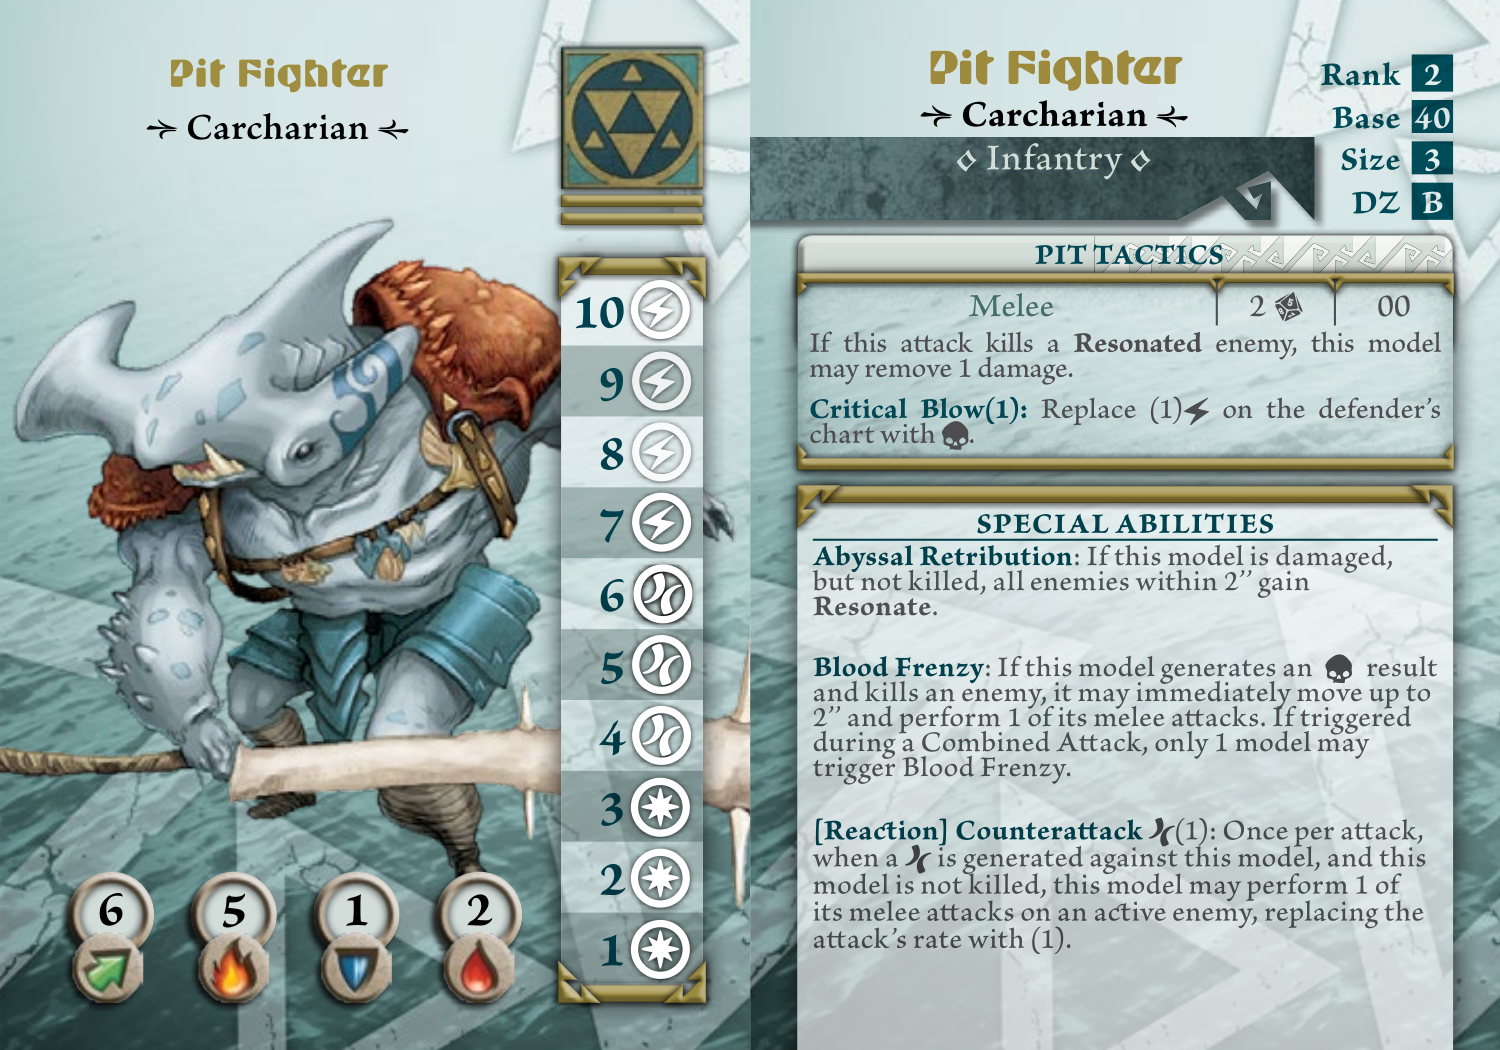 Pit Fighter
Carcharian
10
9
8
7
6
5
4
3
2
1
6 5 1 2
Pit Fighter
Carcharian
Infantry
Rank 2
Base 40
Size 3
DZ B
PIT TACTICS
Melee 2 00
If this attack kills a Resonated enemy, this model
may remove 1 damage.
Critical Blow(1): Replace (1) on the defender's
chart with .
SPECIAL ABILITIES
Abyssal Retribution: If this model is damaged,
but not killed, all enemies within 2’’ gain
Resonate.
Blood Frenzy: If this model generates an result
and kills an enemy, it may immediately move up to
2’’ and perform 1 of its melee attacks. If triggered
during a Combined Attack, only 1 model may
trigger Blood Frenzy.
[Reaction] Counterattack (1): Once per attack,
when a is generated against this model, and this
model is not killed, this model may perform 1 of
its melee attacks on an active enemy, replacing the
attack’s rate with (1).